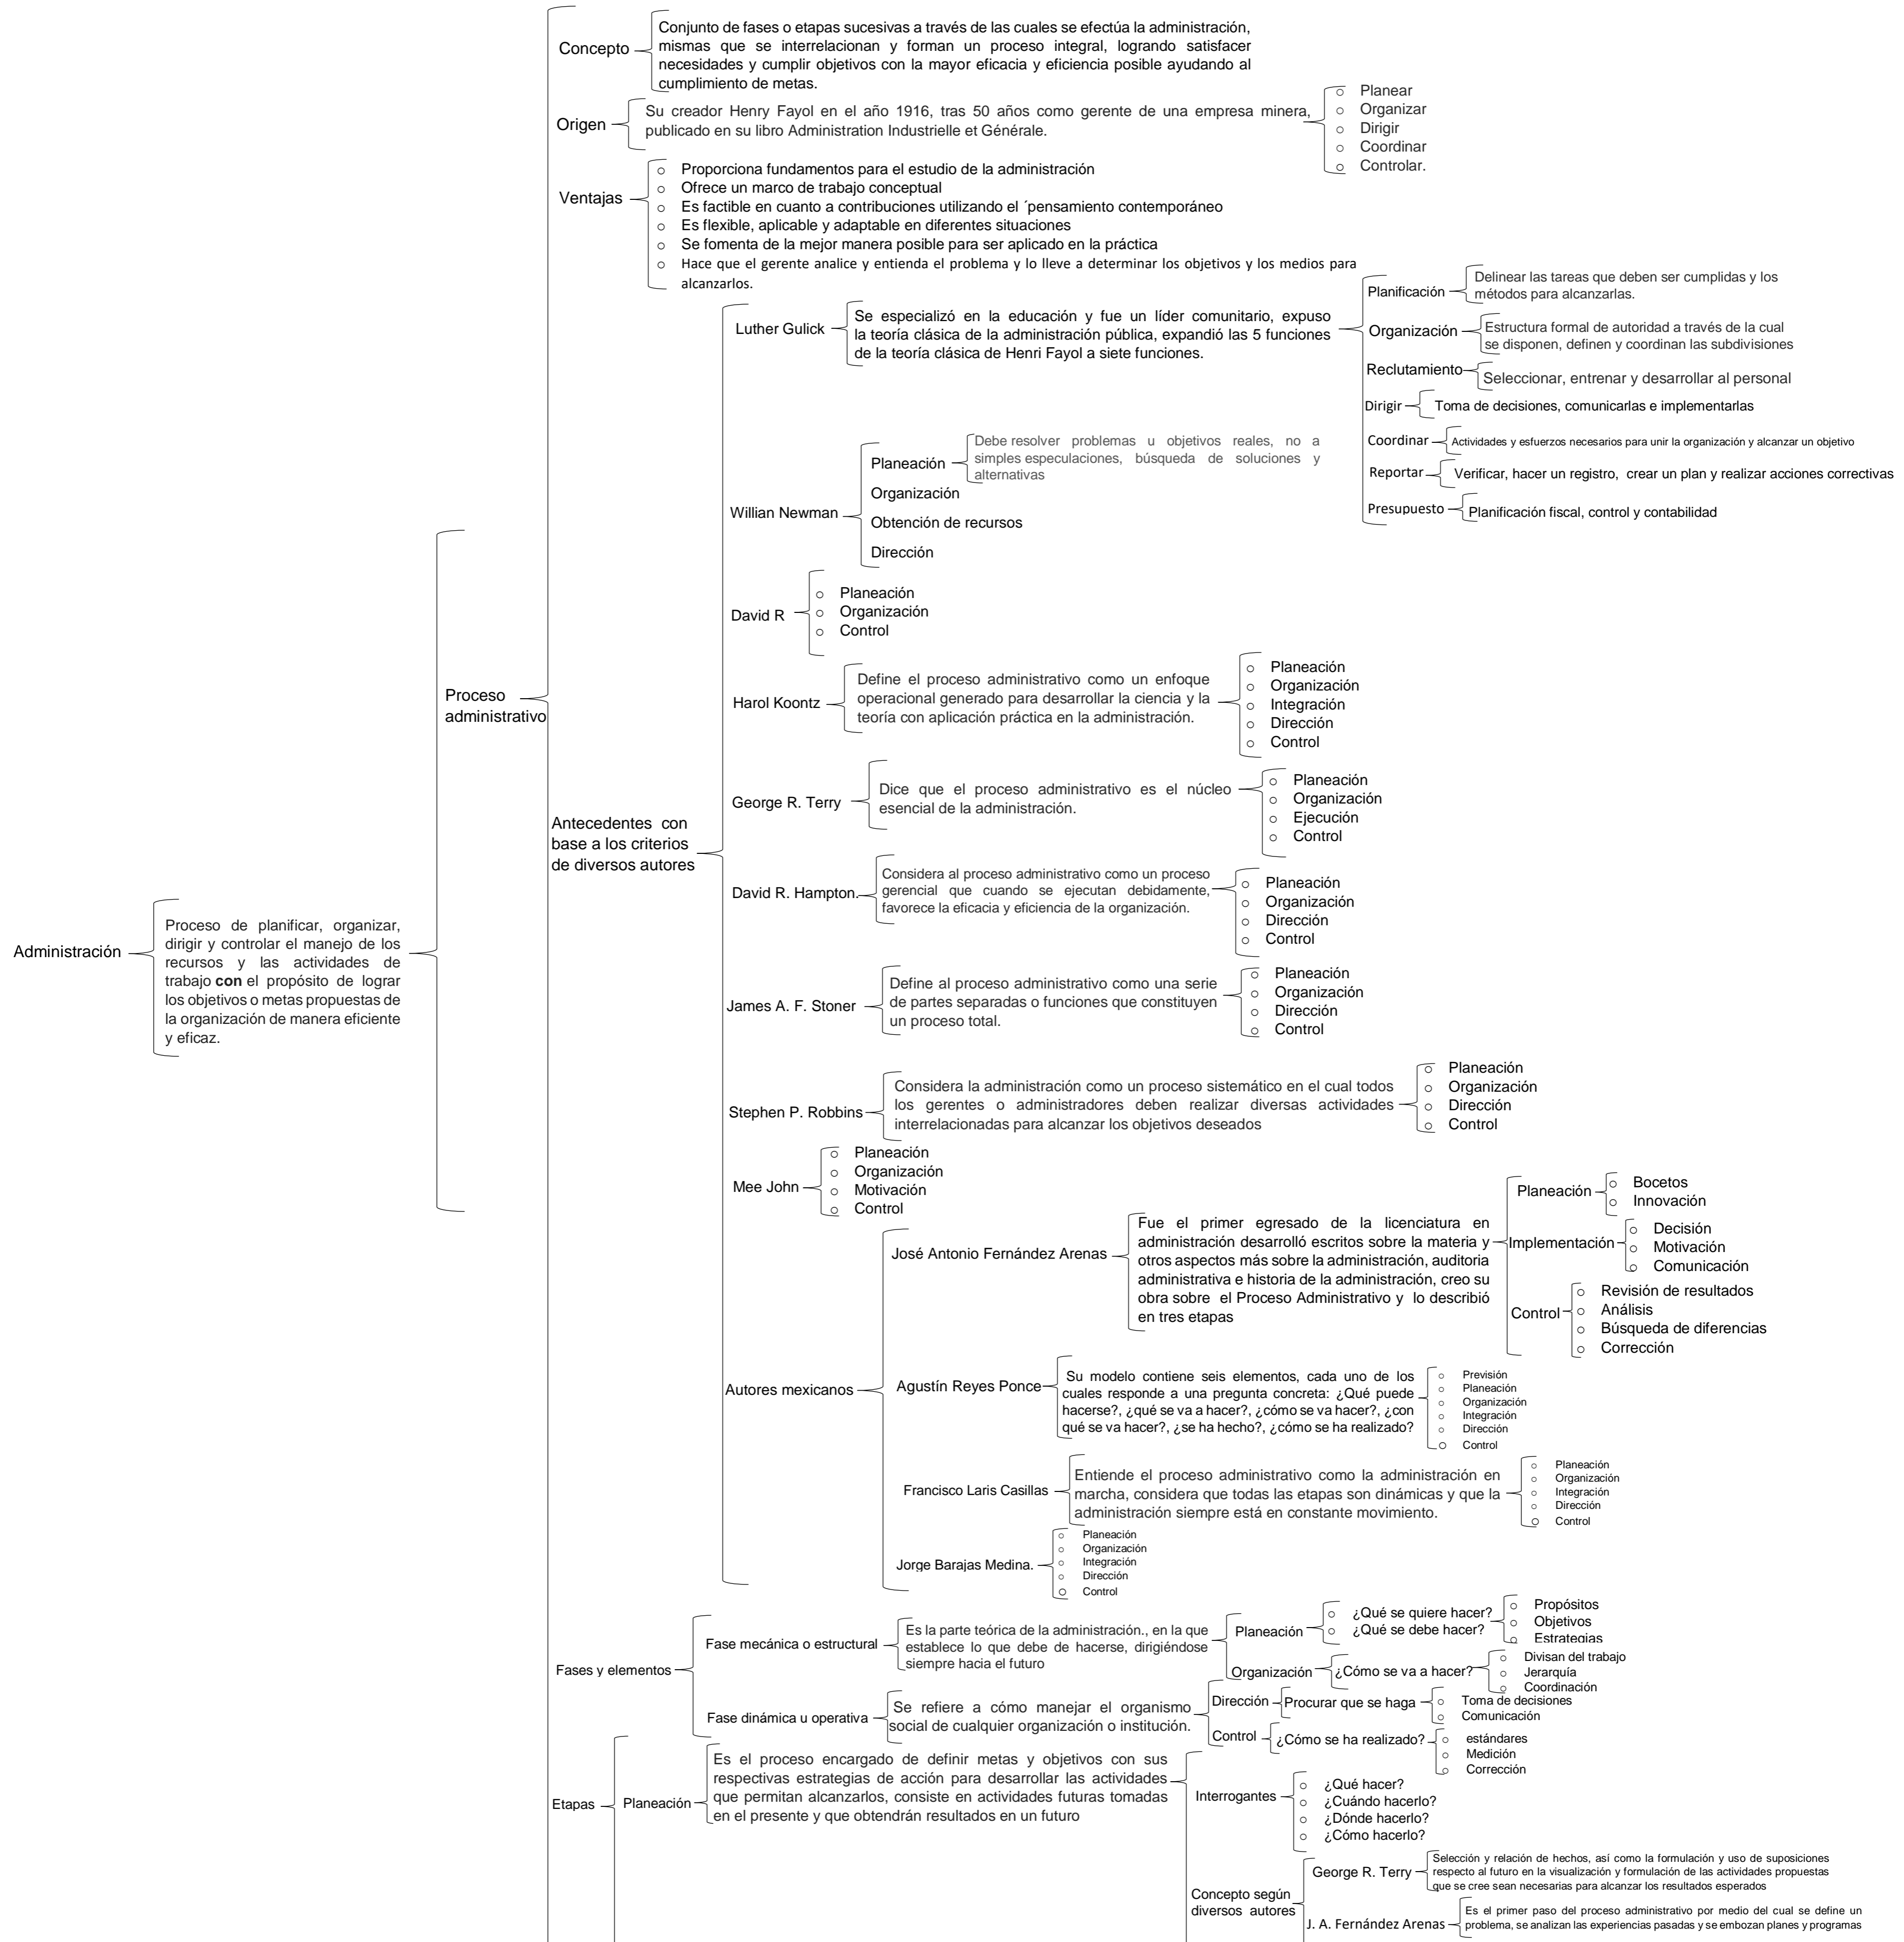 Administración
Proceso de planificar, organizar,
dirigir y controlar el manejo de los
recursos y las actividades de
trabajo con el propósito de lograr
los objetivos o metas propuestas de
la organización de manera eficiente
y eficaz.
Proceso
administrativo
Concepto
Conjunto de fases o etapas sucesivas a través de las cuales se efectúa la administración,
mismas que se interrelacionan y forman un proceso integral, logrando satisfacer
necesidades y cumplir objetivos con la mayor eficacia y eficiencia posible ayudando al
cumplimiento de metas.
Origen
Su creador Henry Fayol en el año 1916, tras 50 años como gerente de una empresa minera,
publicado en su libro Administration Industrielle et Générale.
○ Planear
○ Organizar
○ Dirigir
○ Coordinar
○ Controlar.
Ventajas
○ Proporciona fundamentos para el estudio de la administración
○ Ofrece un marco de trabajo conceptual
○ Es factible en cuanto a contribuciones utilizando el ´pensamiento contemporáneo
○ Es flexible, aplicable y adaptable en diferentes situaciones
○ Se fomenta de la mejor manera posible para ser aplicado en la práctica
○ Hace que el gerente analice y entienda el problema y lo lleve a determinar los objetivos y los medios para
alcanzarlos.
Antecedentes con
base a los criterios
de diversos autores
Luther Gulick
Se especializó en la educación y fue un líder comunitario, expuso
la teoría clásica de la administración pública, expandió las 5 funciones
de la teoría clásica de Henri Fayol a siete funciones.
Planificación
Delinear las tareas que deben ser cumplidas y los
métodos para alcanzarlas.
Organización
Estructura formal de autoridad a través de la cual
se disponen, definen y coordinan las subdivisiones
Reclutamiento
Seleccionar, entrenar y desarrollar al personal
Dirigir
Toma de decisiones, comunicarlas e implementarlas
Coordinar
Actividades y esfuerzos necesarios para unir la organización y alcanzar un objetivo
Reportar
Verificar, hacer un registro, crear un plan y realizar acciones correctivas
Presupuesto
Planificación fiscal, control y contabilidad
Willian Newman
Planeación
Debe resolver problemas u objetivos reales, no a
simples especulaciones, búsqueda de soluciones y
alternativas
Organización
Obtención de recursos
Dirección
David R
○ Planeación
○ Organización
○ Control
Harol Koontz
Define el proceso administrativo como un enfoque
operacional generado para desarrollar la ciencia y la
teoría con aplicación práctica en la administración.
○ Planeación
○ Organización
○ Integración
○ Dirección
○ Control
George R. Terry
Dice que el proceso administrativo es el núcleo
esencial de la administración.
○ Planeación
○ Organización
○ Ejecución
○ Control
David R. Hampton.
Considera al proceso administrativo como un proceso
gerencial que cuando se ejecutan debidamente,
favorece la eficacia y eficiencia de la organización.
○ Planeación
○ Organización
○ Dirección
○ Control
James A. F. Stoner
Define al proceso administrativo como una serie
de partes separadas o funciones que constituyen
un proceso total.
○ Planeación
○ Organización
○ Dirección
○ Control
Stephen P. Robbins
Considera la administración como un proceso sistemático en el cual todos
los gerentes o administradores deben realizar diversas actividades
interrelacionadas para alcanzar los objetivos deseados
○ Planeación
○ Organización
○ Dirección
○ Control
Mee John
○ Planeación
○ Organización
○ Motivación
○ Control
Autores mexicanos
José Antonio Fernández Arenas
Fue el primer egresado de la licenciatura en
administración desarrolló escritos sobre la materia y
otros aspectos más sobre la administración, auditoria
administrativa e historia de la administración, creo su
obra sobre el Proceso Administrativo y lo describió
en tres etapas
Planeación
○ Bocetos
○ Innovación
Implementación
○ Decisión
○ Motivación
○ Comunicación
Control
○ Revisión de resultados
○ Análisis
○ Búsqueda de diferencias
○ Corrección
Agustín Reyes Ponce
Su modelo contiene seis elementos, cada uno de los
cuales responde a una pregunta concreta: ¿Qué puede
hacerse?, ¿qué se va a hacer?, ¿cómo se va hacer?, ¿con
qué se va hacer?, ¿se ha hecho?, ¿cómo se ha realizado?
○ Previsión
○ Planeación
○ Organización
○ Integración
○ Dirección
○ Control
Francisco Laris Casillas
Entiende el proceso administrativo como la administración en
marcha, considera que todas las etapas son dinámicas y que la
administración siempre está en constante movimiento.
○ Planeación
○ Organización
○ Integración
○ Dirección
○ Control
Jorge Barajas Medina.
○ Planeación
○ Organización
○ Integración
○ Dirección
○ Control
Fases y elementos
Fase mecánica o estructural
Es la parte teórica de la administración., en la que
establece lo que debe de hacerse, dirigiéndose
siempre hacia el futuro
Planeación
○ ¿Qué se quiere hacer?
○ ¿Qué se debe hacer?
○ Propósitos
○ Objetivos
○ Estrategias
Organización
¿Cómo se va a hacer?
○ Divisan del trabajo
○ Jerarquía
○ Coordinación
Fase dinámica u operativa
Se refiere a cómo manejar el organismo
social de cualquier organización o institución.
Dirección
Procurar que se haga
○ Toma de decisiones
○ Comunicación
Control
¿Cómo se ha realizado?
○ estándares
○ Medición
○ Corrección
Etapas
Planeación
Es el proceso encargado de definir metas y objetivos con sus
respectivas estrategias de acción para desarrollar las actividades
que permitan alcanzarlos, consiste en actividades futuras tomadas
en el presente y que obtendrán resultados en un futuro
Interrogantes
○ ¿Qué hacer?
○ ¿Cuándo hacerlo?
○ ¿Dónde hacerlo?
○ ¿Cómo hacerlo?
Concepto según
diversos autores
George R. Terry
Selección y relación de hechos, así como la formulación y uso de suposiciones
respecto al futuro en la visualización y formulación de las actividades propuestas
que se cree sean necesarias para alcanzar los resultados esperados
J. A. Fernández Arenas
Es el primer paso del proceso administrativo por medio del cual se define un
problema, se analizan las experiencias pasadas y se embozan planes y programas